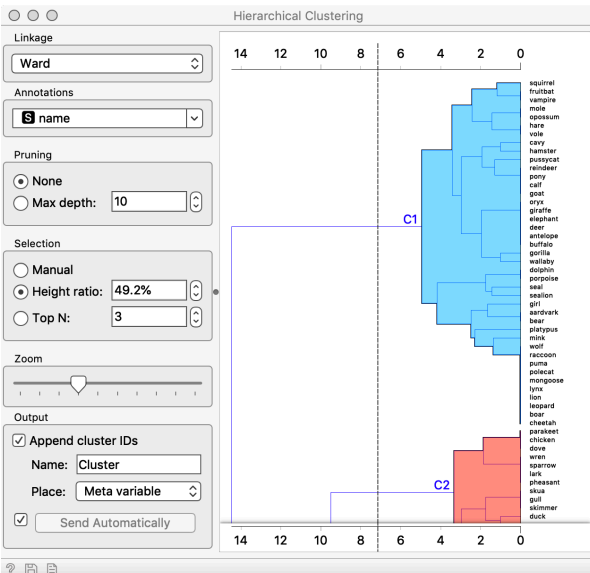 Hierarchical Clustering
Linkage
Ward
Annotations
S name
Pruning
None
Max depth: 10
Selection
Manual
Height ratio: 49.2%
Top N: 3
Zoom
Output
Append cluster IDs
Name: Cluster
Place: Meta variable
Send Automatically
14 12 10 8 6 4 2 0
squirrel
fruitbat
vampire
mole
opossum
hare
vole
cavy
hamster
pussycat
reindeer
pony
calf
goat
oryx
giraffe
C1
elephant
deer
antelope
buffalo
gorilla
wallaby
dolphin
porpoise
seal
sealion
girl
aardvark
bear
platypus
mink
wolf
raccoon
puma
polecat
mongoose
lynx
lion
leopard
boar
cheetah
parakeet
chicken
dove
wren
sparrow
lark
pheasant
C2
skua
gull
skimmer
duck
14 12 10 8 6 4 2 0
?